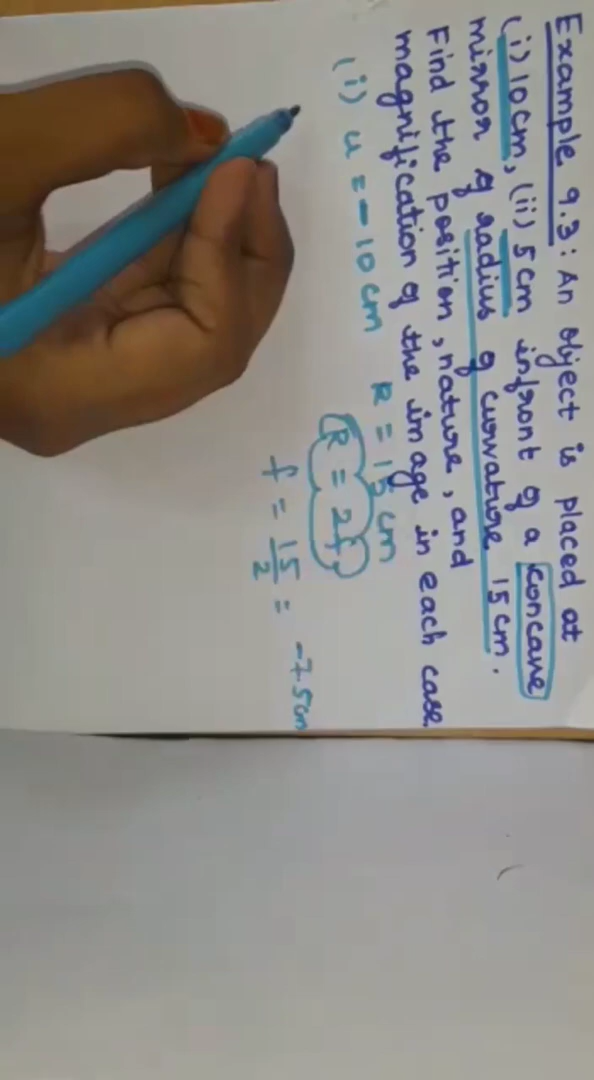 Example 9.3: An object is placed at
(i) 10 cm, (ii) 5 cm infront of a concave
mirror of radius of curvature 15 cm.
Find the position, nature, and
magnification of the image in each case.
(i) u = -10 cm R = 15 cm
R = 2f
f = 15/2 = -7.5 cm